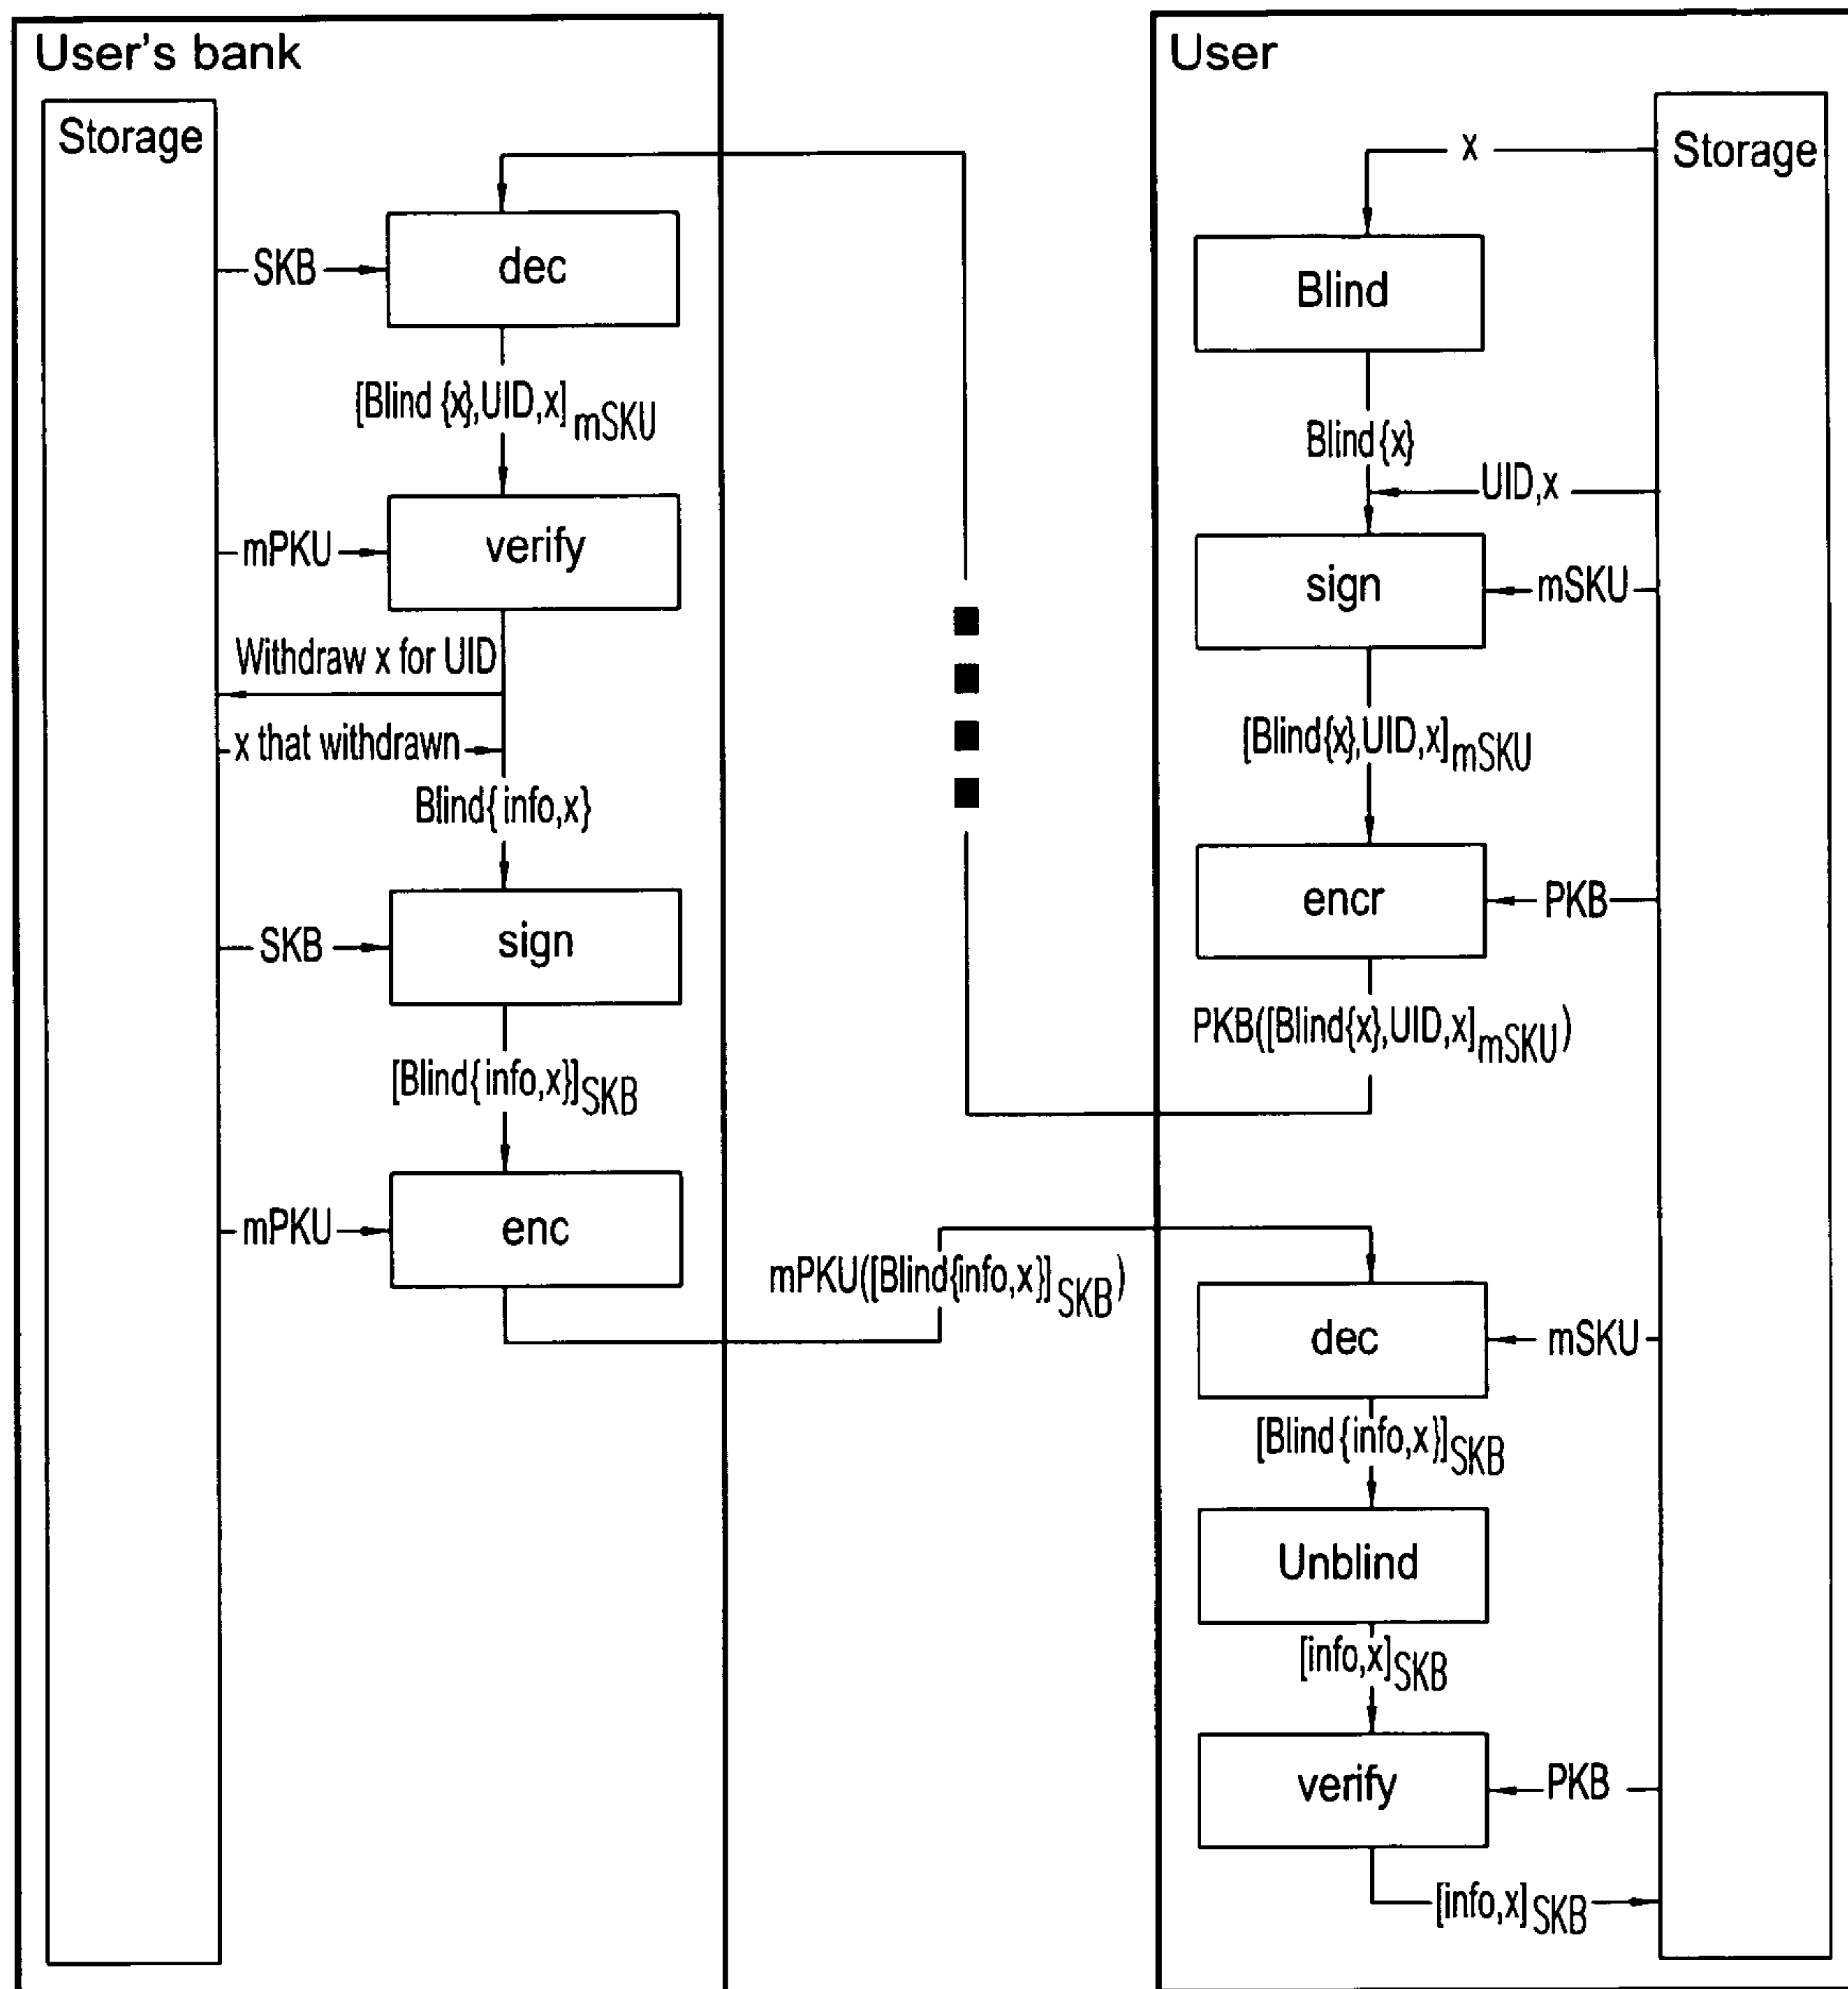 User's bank
Storage
SKB
dec
[Blind {x},UID,x]mSKU
mPKU
verify
Withdraw x for UID
x that withdrawn
Blind{info,x}
SKB
sign
[Blind{info,x}]SKB
mPKU
enc
mPKU([Blind{info,x}]SKB)
User
Storage
x
Blind
Blind{x}
UID,x
sign
mSKU
[Blind{x},UID,x]mSKU
encr
PKB
PKB([Blind{x},UID,x]mSKU)
dec
mSKU
[Blind{info,x}]SKB
Unblind
[info,x]SKB
verify
PKB
[info,x]SKB